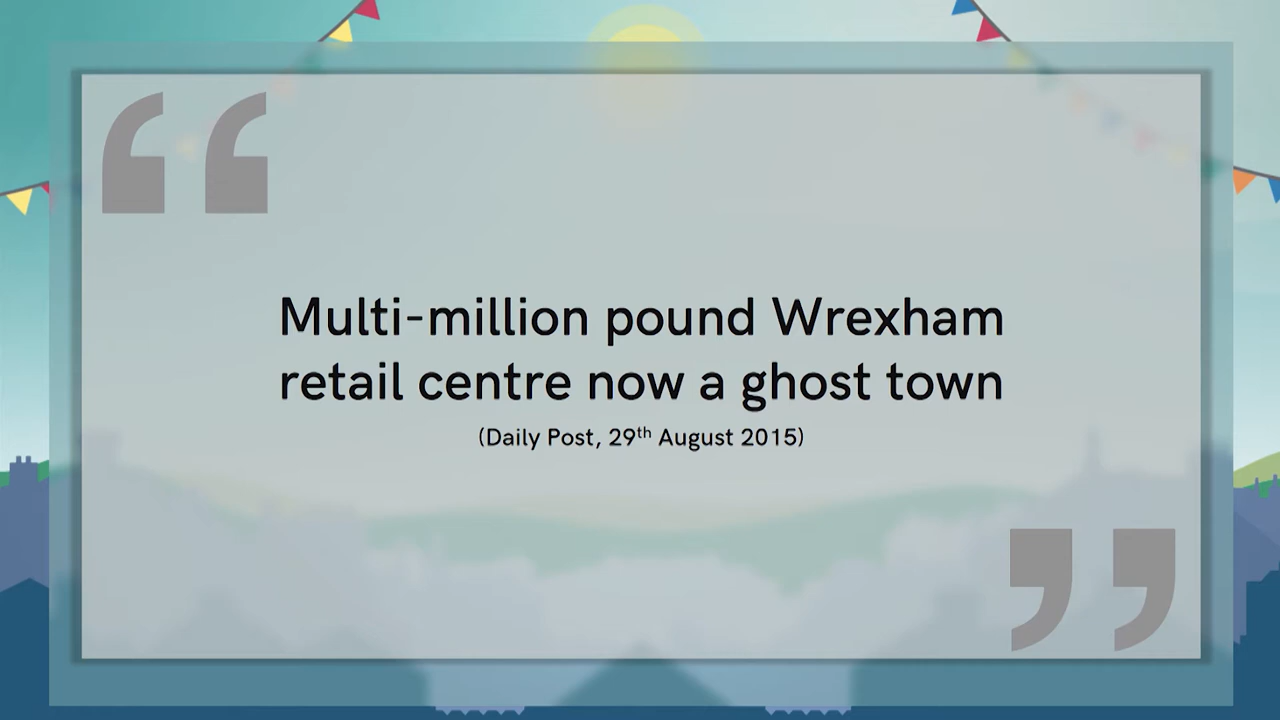 “
Multi-million pound Wrexham
retail centre now a ghost town
(Daily Post, 29th August 2015)
”